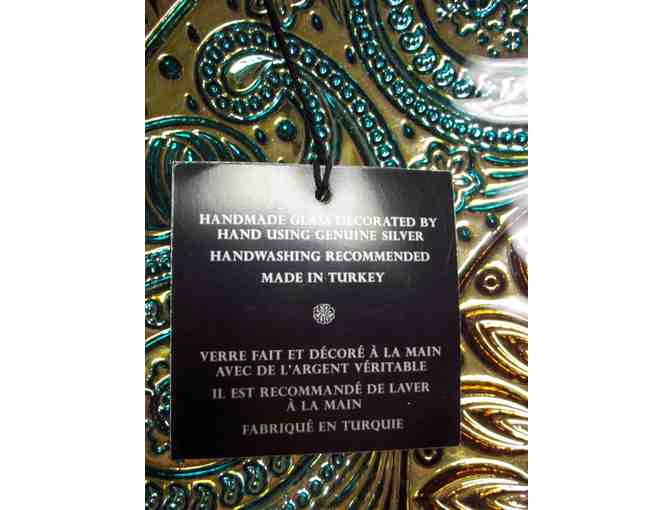 HANDMADE GLASS DECORATED BY
HAND USING GENUINE SILVER
HANDWASHING RECOMMENDED
MADE IN TURKEY
VERRE FAIT ET DÉCORÉ À LA MAIN
AVEC DE L'ARGENT VÉRITABLE
IL EST RECOMMANDÉ DE LAVER
À LA MAIN
FABRIQUÉ EN TURQUIE